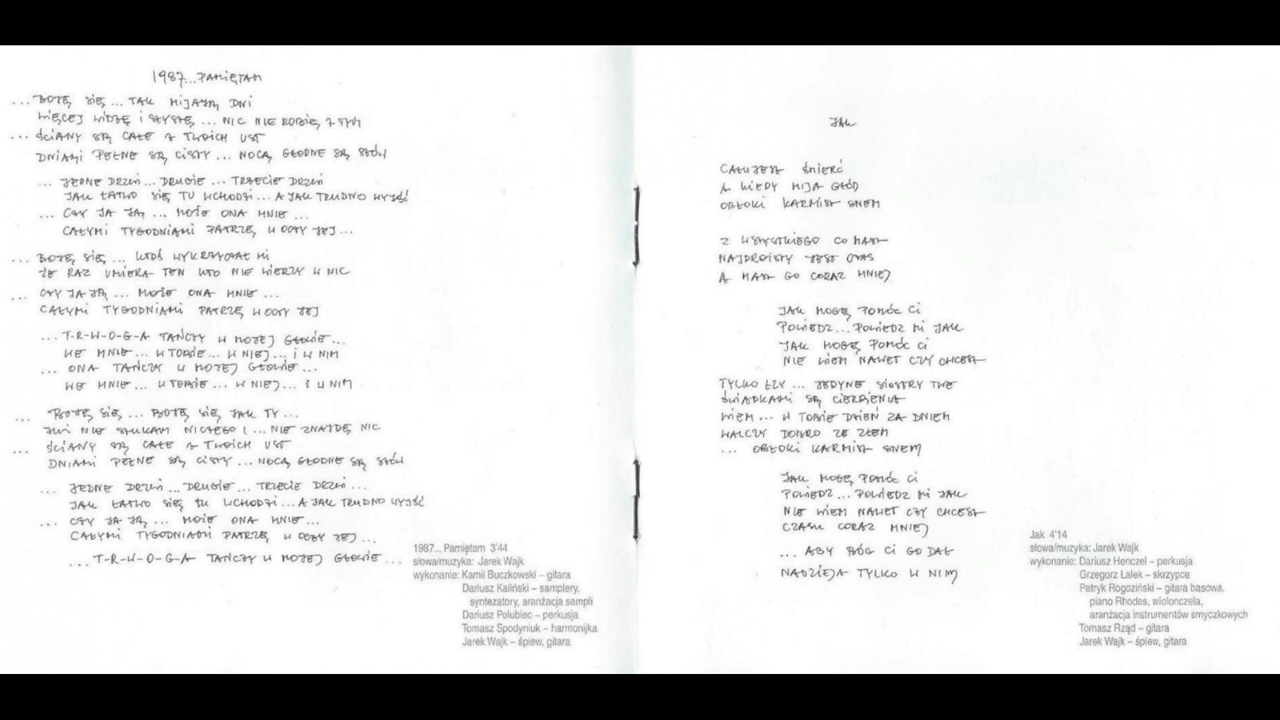 1987... PAMIĘTAM
... BOJĘ SIĘ ... TAK MIJAJĄ DNI
WIĘCEJ WIDZĘ I SŁYSZĘ ... NIC NIE ROBIĘ Z TYM
... ŚCIANY SĄ CAŁE Z TWOICH UST
DNIAMI PEŁNE SĄ CISZY ... NOCĄ GŁODNE SĄ SŁÓW
... JEDNE DRZWI ... DRUGIE ... TRZECIE DRZWI
JAK ŁATWO SIĘ TU WCHODZI ... A JAK TRUDNO WYJŚĆ
... CZY JA JĄ ... MOŻE ONA MNIE ...
CAŁYMI TYGODNIAMI PATRZĘ W OCZY JEJ ...
... BOJĘ SIĘ ... KTOŚ WYKRZYCZAŁ MI
ŻE RAZ UMIERA TEN KTO NIE WIERZY W NIC
... CZY JA JĄ ... MOŻE ONA MNIE ...
CAŁYMI TYGODNIAMI PATRZĘ W OCZY JEJ
... T-R-W-O-G-A TAŃCZY W MOJEJ GŁOWIE ...
WE MNIE ... W TOBIE ... W NIEJ ... I W NIM
... ONA TAŃCZY W MOJEJ GŁOWIE ...
WE MNIE ... W TOBIE ... W NIEJ ... I W NIM
... BOJĘ SIĘ ... BOJĘ SIĘ JAK TY ...
JUŻ NIE SZUKAM NICZEGO I ... NIE ZNAJDĘ NIC
... ŚCIANY SĄ CAŁE Z TWOICH UST
DNIAMI PEŁNE SĄ CISZY ... NOCĄ GŁODNE SĄ SŁÓW
... JEDNE DRZWI ... DRUGIE ... TRZECIE DRZWI ...
JAK ŁATWO SIĘ TU WCHODZI ... A JAK TRUDNO WYJŚĆ
... CZY JA JĄ ... MOŻE ONA MNIE ...
CAŁYMI TYGODNIAMI PATRZĘ W OCZY JEJ ...
... T-R-W-O-G-A TAŃCZY W MOJEJ GŁOWIE ...
1987... Pamiętam 3'44
słowa/muzyka: Jarek Wajk
wykonanie: Kamil Buczkowski – gitara
Dariusz Kaliński – samplery,
syntezatory, aranżacja sampli
Dariusz Polubiec – perkusja
Tomasz Spodyniuk – harmonijka
Jarek Wajk – śpiew, gitara
JAK
CAŁUJESZ ŚMIERĆ
A KIEDY MIJA GŁÓD
OBŁOKI KARMISZ SNEM
Z WSZYSTKIEGO CO MASZ
NAJDROŻSZY JEST CZAS
A MASZ GO CORAZ MNIEJ
JAK MOGĘ POMÓC CI
POWIEDZ ... POWIEDZ MI JAK
JAK MOGĘ POMÓC CI
NIE WIEM NAWET CZY CHCESZ
TYLKO ŁZY ... JEDYNE SIOSTRY TWE
ŚWIADKAMI SĄ CIERPIENIA
WIEM ... W TOBIE DZIEŃ ZA DNIEM
WALCZY DOBRO ZE ZŁEM
... OBŁOKI KARMISZ SNEM
JAK MOGĘ POMÓC CI
POWIEDZ ... POWIEDZ MI JAK
NIE WIEM NAWET CZY CHCESZ
CZASU CORAZ MNIEJ
... ABY BÓG CI GO DAŁ
NADZIEJA TYLKO W NIM
Jak 4'14
słowa/muzyka: Jarek Wajk
wykonanie: Dariusz Henczel – perkusja
Grzegorz Lalek – skrzypce
Patryk Rogoziński – gitara basowa,
piano Rhodes, wiolonczela,
aranżacja instrumentów smyczkowych
Tomasz Rząd – gitara
Jarek Wajk – śpiew, gitara